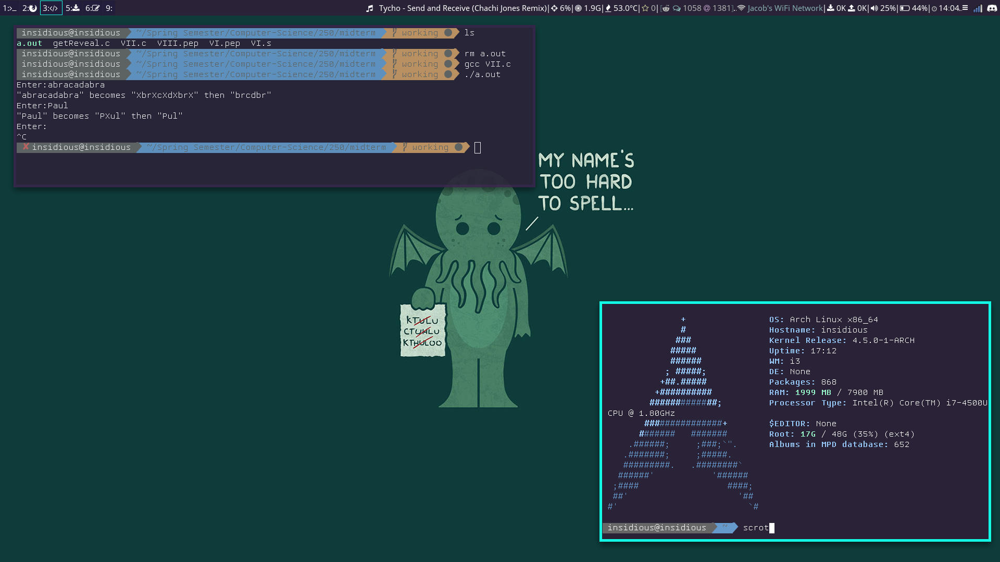 1:>_ 2: 3:</> 5: 6: 9: Tycho - Send and Receive (Chachi Jones Remix)| 6%| 1.9G| 53.0°C| 0| [ 1058 @ 1381].. Jacob's WiFi Network| 0K 0K| 25%| 44%| 14:04..
insidious@insidious ~/Spring Semester/Computer-Science/250/midterm working ● ls
a.out getReveal.c VII.c VIII.pep VI.pep VI.s
insidious@insidious ~/Spring Semester/Computer-Science/250/midterm working ● rm a.out
insidious@insidious ~/Spring Semester/Computer-Science/250/midterm working ● gcc VII.c
insidious@insidious ~/Spring Semester/Computer-Science/250/midterm working ● ./a.out
Enter:abracadabra
"abracadabra" becomes "XbrXcXdXbrX" then "brcdbr"
Enter:Paul
"Paul" becomes "PXul" then "Pul"
Enter:
^C
✘ insidious@insidious ~/Spring Semester/Computer-Science/250/midterm working ●
MY NAME'S
TOO HARD
TO SPELL...
KTULU
CTUHLU
KTHULOO
+ OS: Arch Linux x86_64
# Hostname: insidious
### Kernel Release: 4.5.0-1-ARCH
##### Uptime: 17:12
###### WM: i3
; #####; DE: None
+##.##### Packages: 868
+########## RAM: 1999 MB / 7900 MB
#############; Processor Type: Intel(R) Core(TM) i7-4500U
CPU @ 1.80GHz
###############+ $EDITOR: None
####### ####### Root: 17G / 48G (35%) (ext4)
.######; ;###;`". Albums in MPD database: 652
.#######; ;#####.
#########. .########`
######' '######
;#### ####;
##' '##
#' `#
insidious@insidious ~ scrot